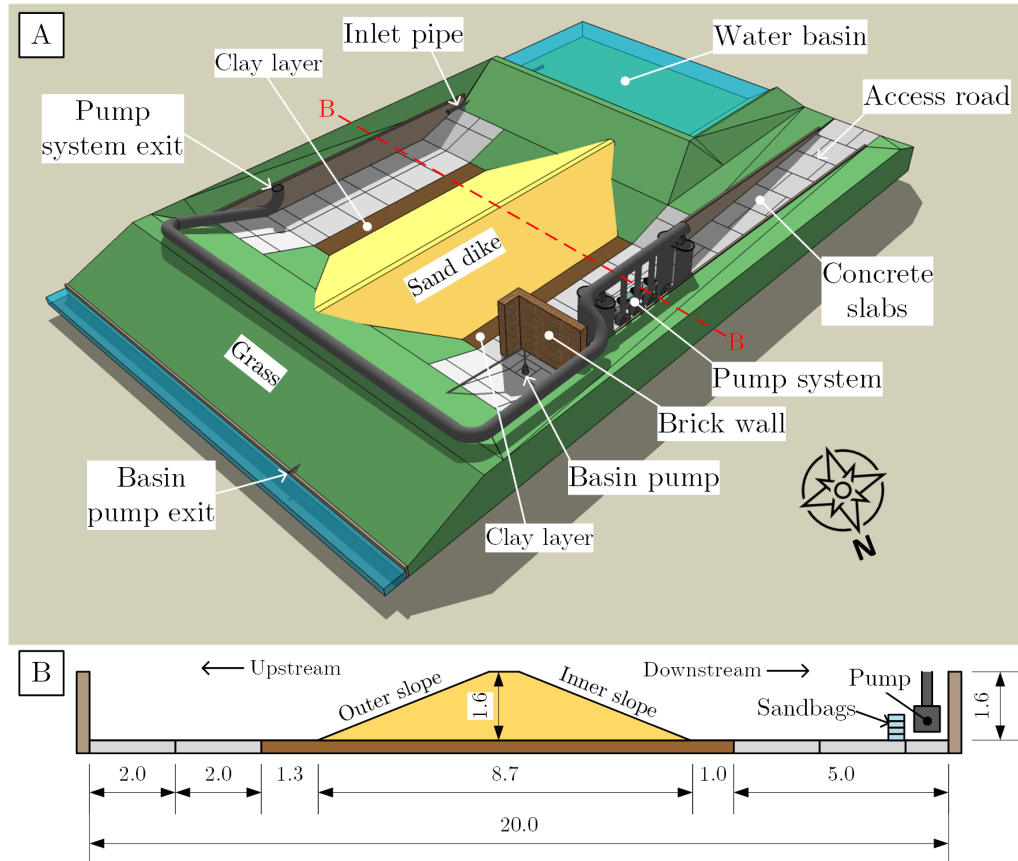 A
Inlet pipe
Water basin
Clay layer
Access road
Pump
system exit
B
Sand dike
Concrete
slabs
B
Grass
Pump system
Brick wall
Basin
pump exit
Basin pump
Clay layer
N
B
Upstream
Downstream
Outer slope
1.6
Inner slope
Pump
Sandbags
1.6
2.0
2.0
1.3
8.7
1.0
5.0
20.0